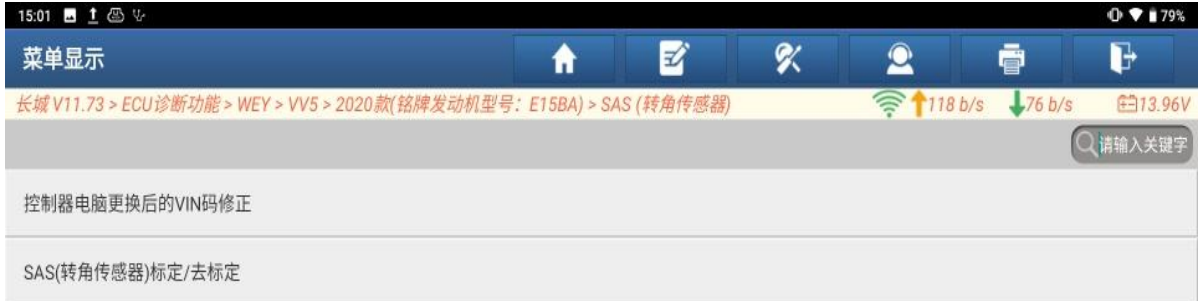 15:01 79%
菜单显示
长城 V11.73 > ECU诊断功能 > WEY > VV5 > 2020款(铭牌发动机型号：E15BA) > SAS (转角传感器) 118 b/s 76 b/s 13.96V
请输入关键字
控制器电脑更换后的VIN码修正
SAS(转角传感器)标定/去标定